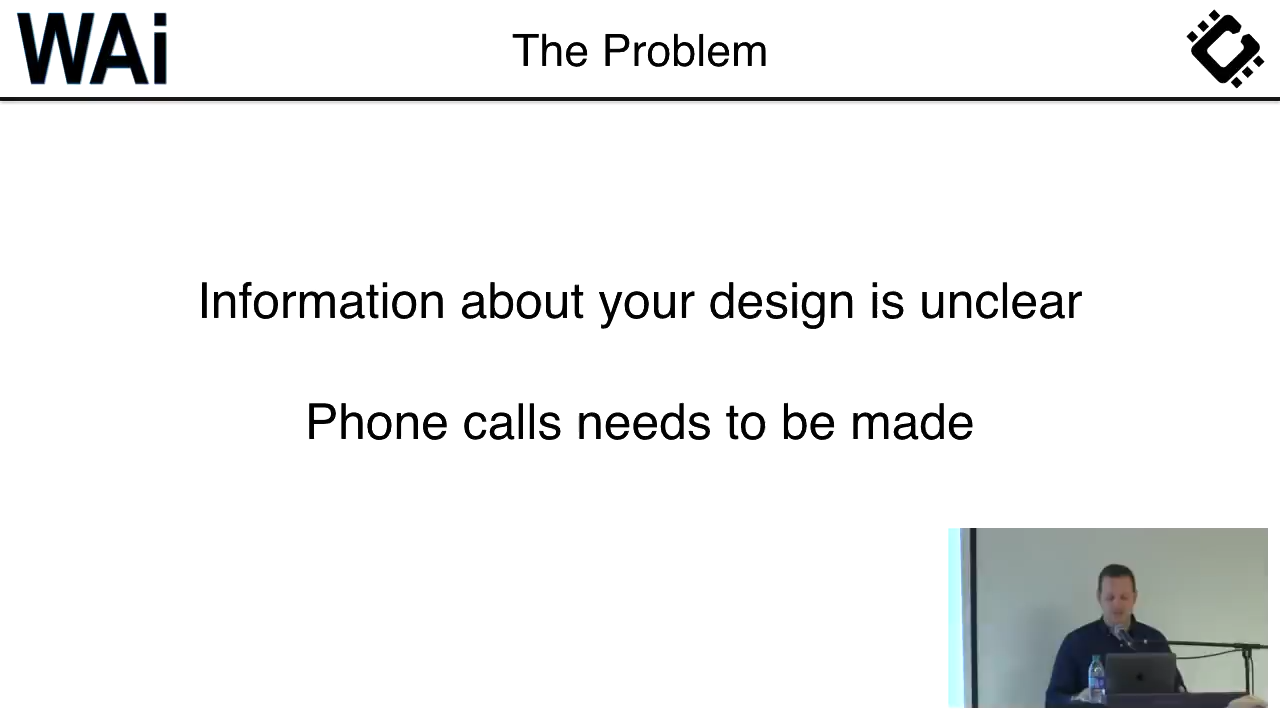 WAi
The Problem
Information about your design is unclear
Phone calls needs to be made